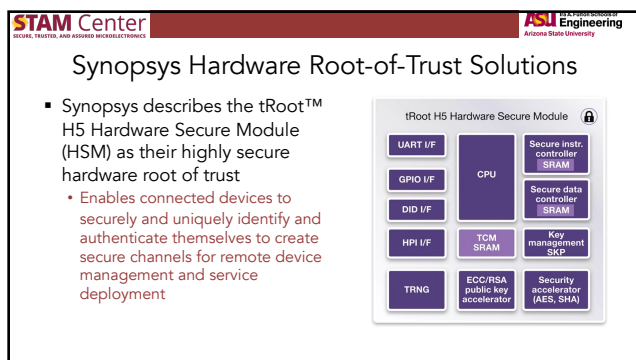 STAM Center
SECURE, TRUSTED, AND ASSURED MICROELECTRONICS
ASU Ira A. Fulton Schools of
Engineering
Arizona State University
Synopsys Hardware Root-of-Trust Solutions
▪ Synopsys describes the tRoot™
H5 Hardware Secure Module
(HSM) as their highly secure
hardware root of trust
• Enables connected devices to
securely and uniquely identify and
authenticate themselves to create
secure channels for remote device
management and service
deployment
tRoot H5 Hardware Secure Module
UART I/F
GPIO I/F
DID I/F
HPI I/F
TRNG
CPU
TCM
SRAM
ECC/RSA
public key
accelerator
Secure instr.
controller
SRAM
Secure data
controller
SRAM
Key
management
SKP
Security
accelerator
(AES, SHA)